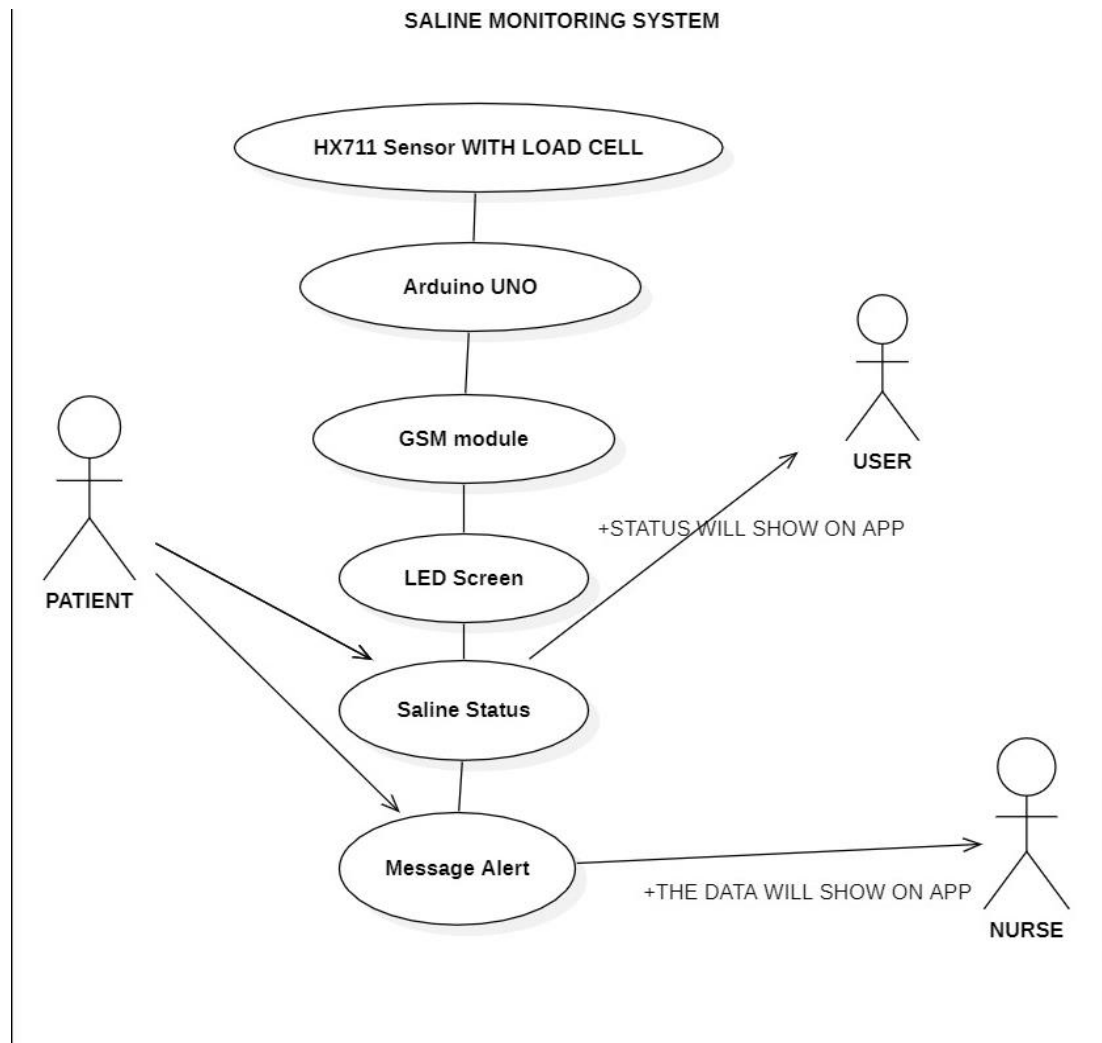 SALINE MONITORING SYSTEM
HX711 Sensor WITH LOAD CELL
Arduino UNO
GSM module
USER
+STATUS WILL SHOW ON APP
LED Screen
PATIENT
Saline Status
Message Alert
+THE DATA WILL SHOW ON APP
NURSE